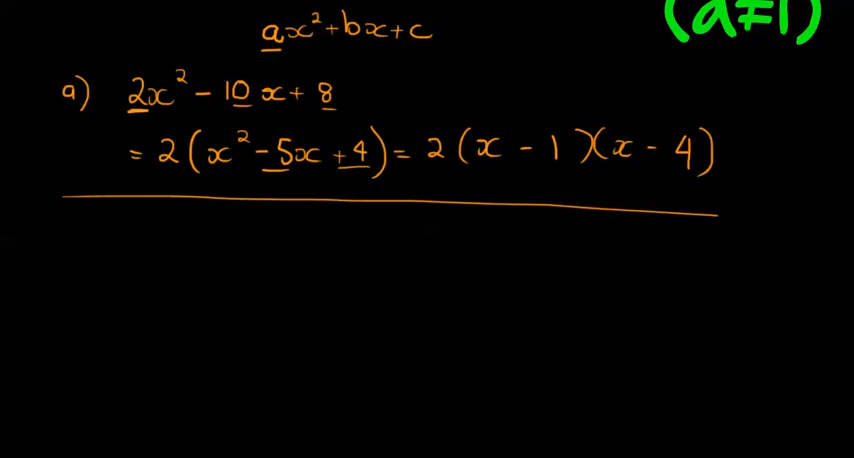 (a≠1)
ax² + bx + c
a) 2x² - 10x + 8
= 2(x² - 5x + 4) = 2(x - 1)(x - 4)